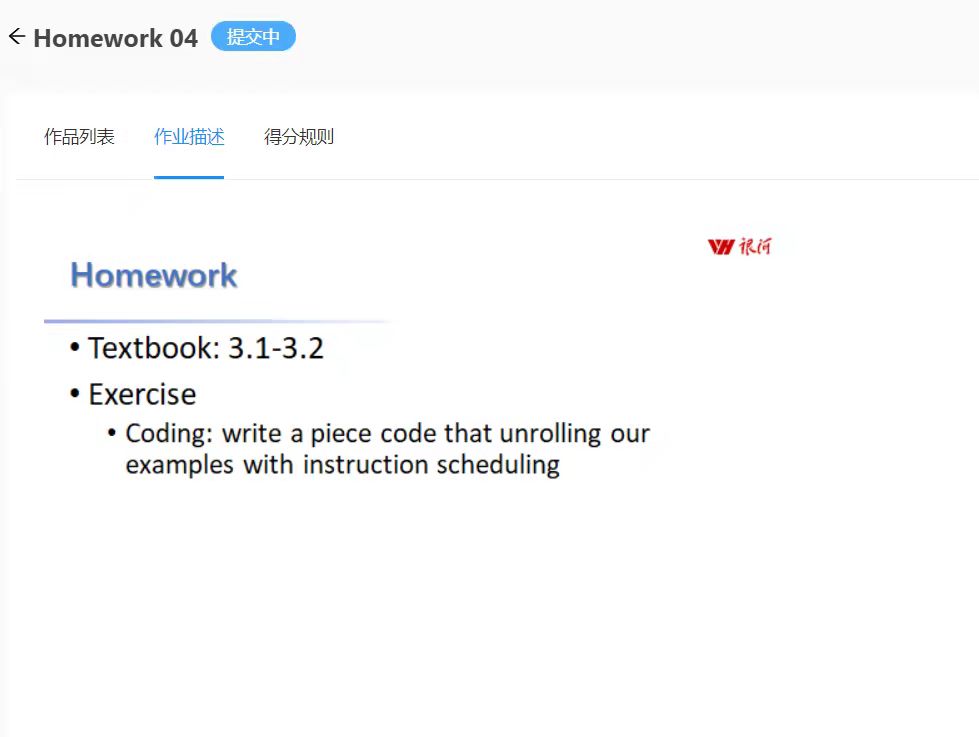 Homework 04 提交中
作品列表 作业描述 得分规则
银河
Homework
• Textbook: 3.1-3.2
• Exercise
• Coding: write a piece code that unrolling our
examples with instruction scheduling